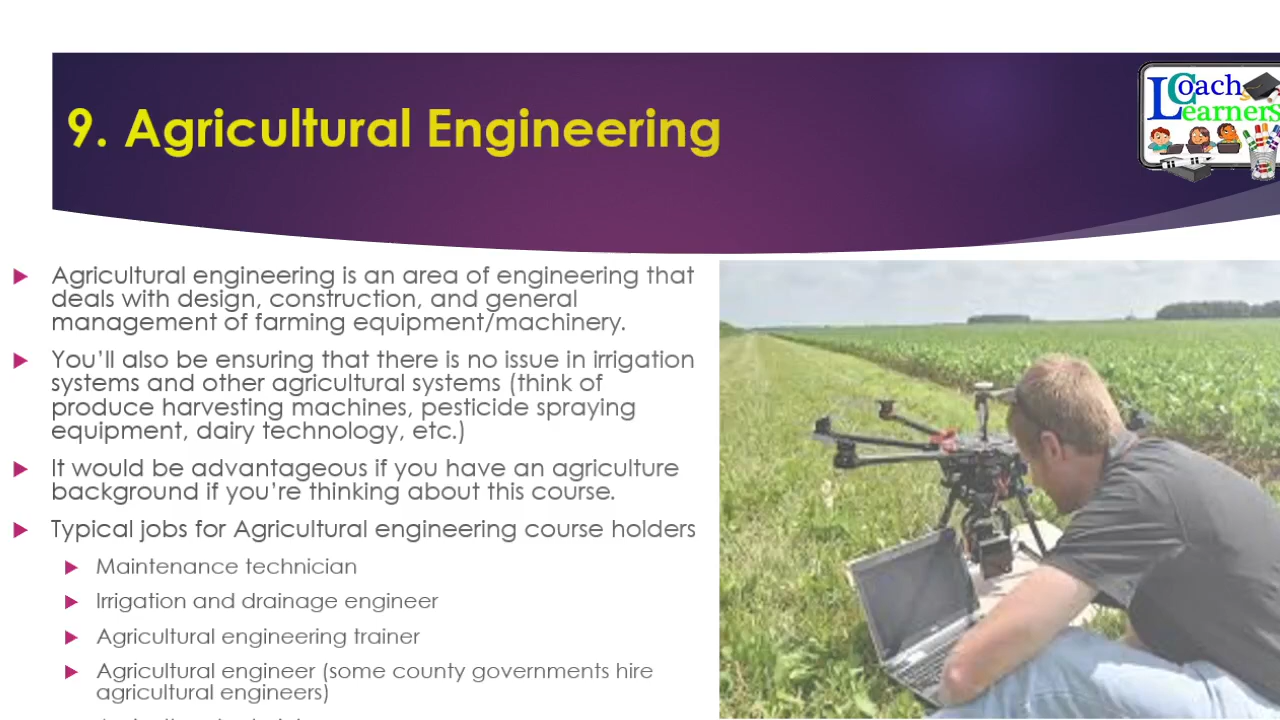 9. Agricultural Engineering
Coach
Learners
Agricultural engineering is an area of engineering that
deals with design, construction, and general
management of farming equipment/machinery.
You’ll also be ensuring that there is no issue in irrigation
systems and other agricultural systems (think of
produce harvesting machines, pesticide spraying
equipment, dairy technology, etc.)
It would be advantageous if you have an agriculture
background if you’re thinking about this course.
Typical jobs for Agricultural engineering course holders
Maintenance technician
Irrigation and drainage engineer
Agricultural engineering trainer
Agricultural engineer (some county governments hire
agricultural engineers)